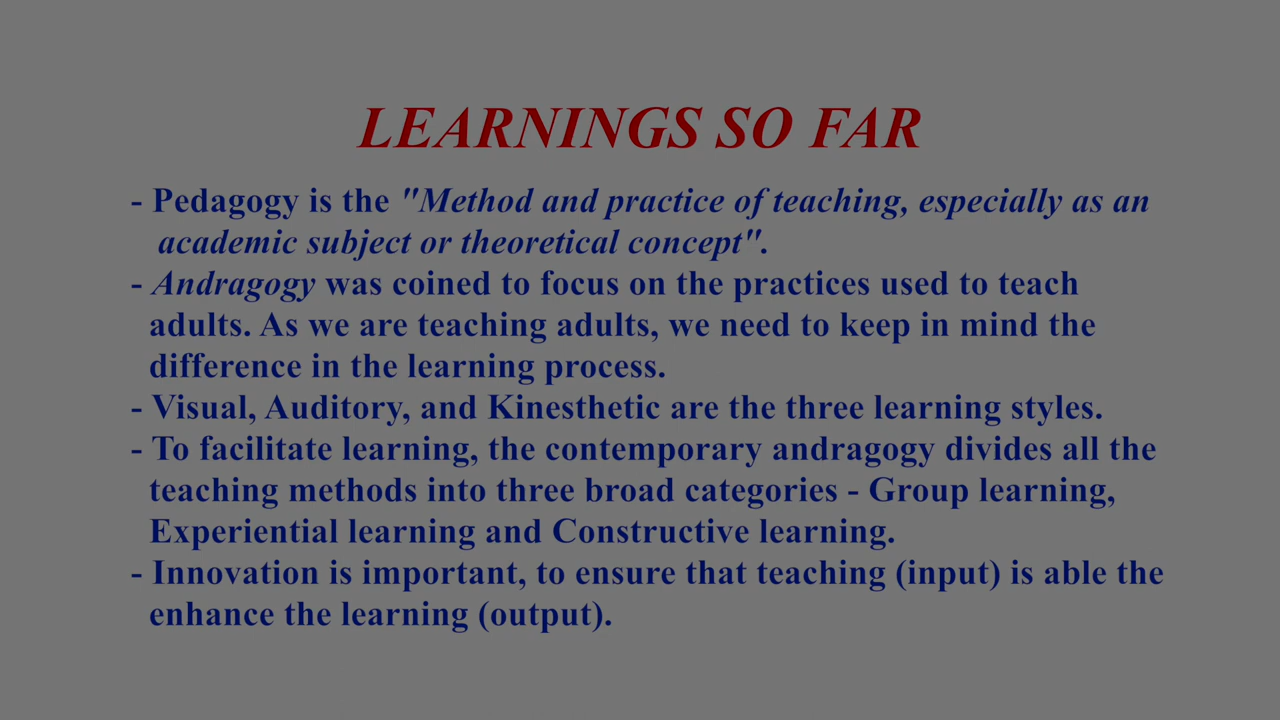 LEARNINGS SO FAR
- Pedagogy is the "Method and practice of teaching, especially as an
academic subject or theoretical concept".
- Andragogy was coined to focus on the practices used to teach
adults. As we are teaching adults, we need to keep in mind the
difference in the learning process.
- Visual, Auditory, and Kinesthetic are the three learning styles.
- To facilitate learning, the contemporary andragogy divides all the
teaching methods into three broad categories - Group learning,
Experiential learning and Constructive learning.
- Innovation is important, to ensure that teaching (input) is able the
enhance the learning (output).